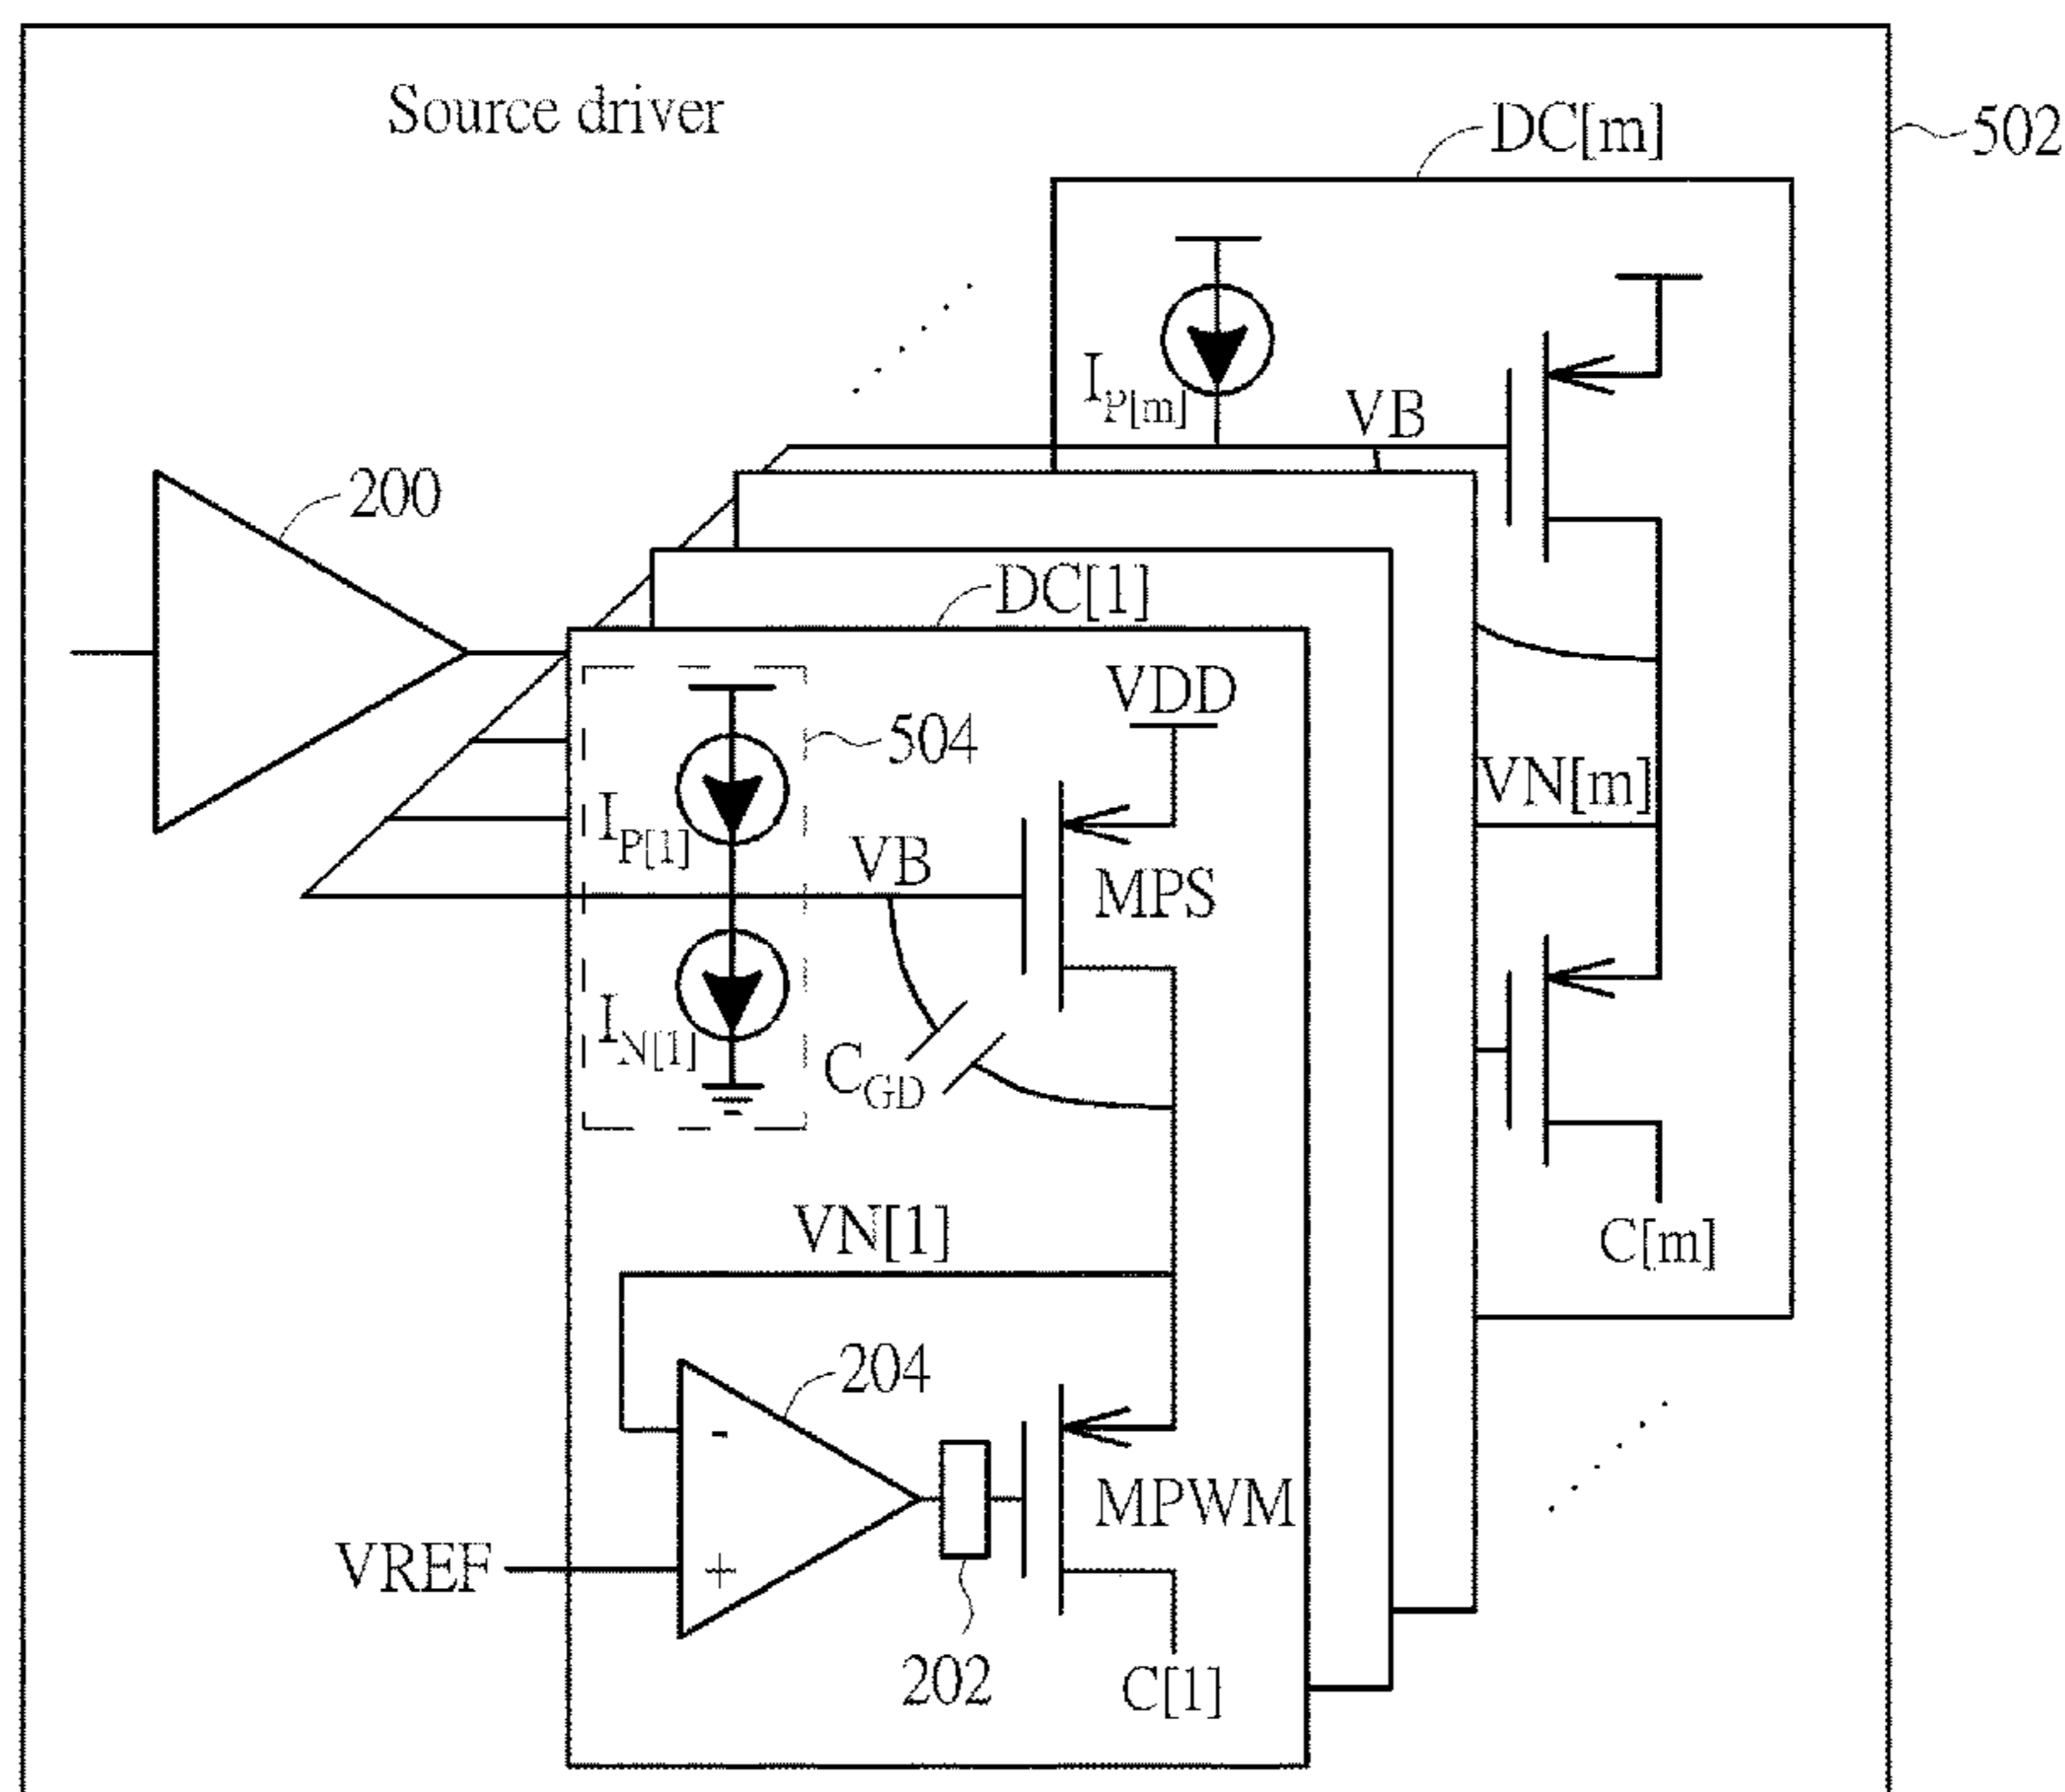 Source driver
DC[m]
502
I_P[m]
VB
200
DC[1]
VDD
504
I_P[1]
VB
MPS
VN[m]
I_N[1]
C_GD
VN[1]
C[m]
204
-
+
MPWM
VREF
202
C[1]